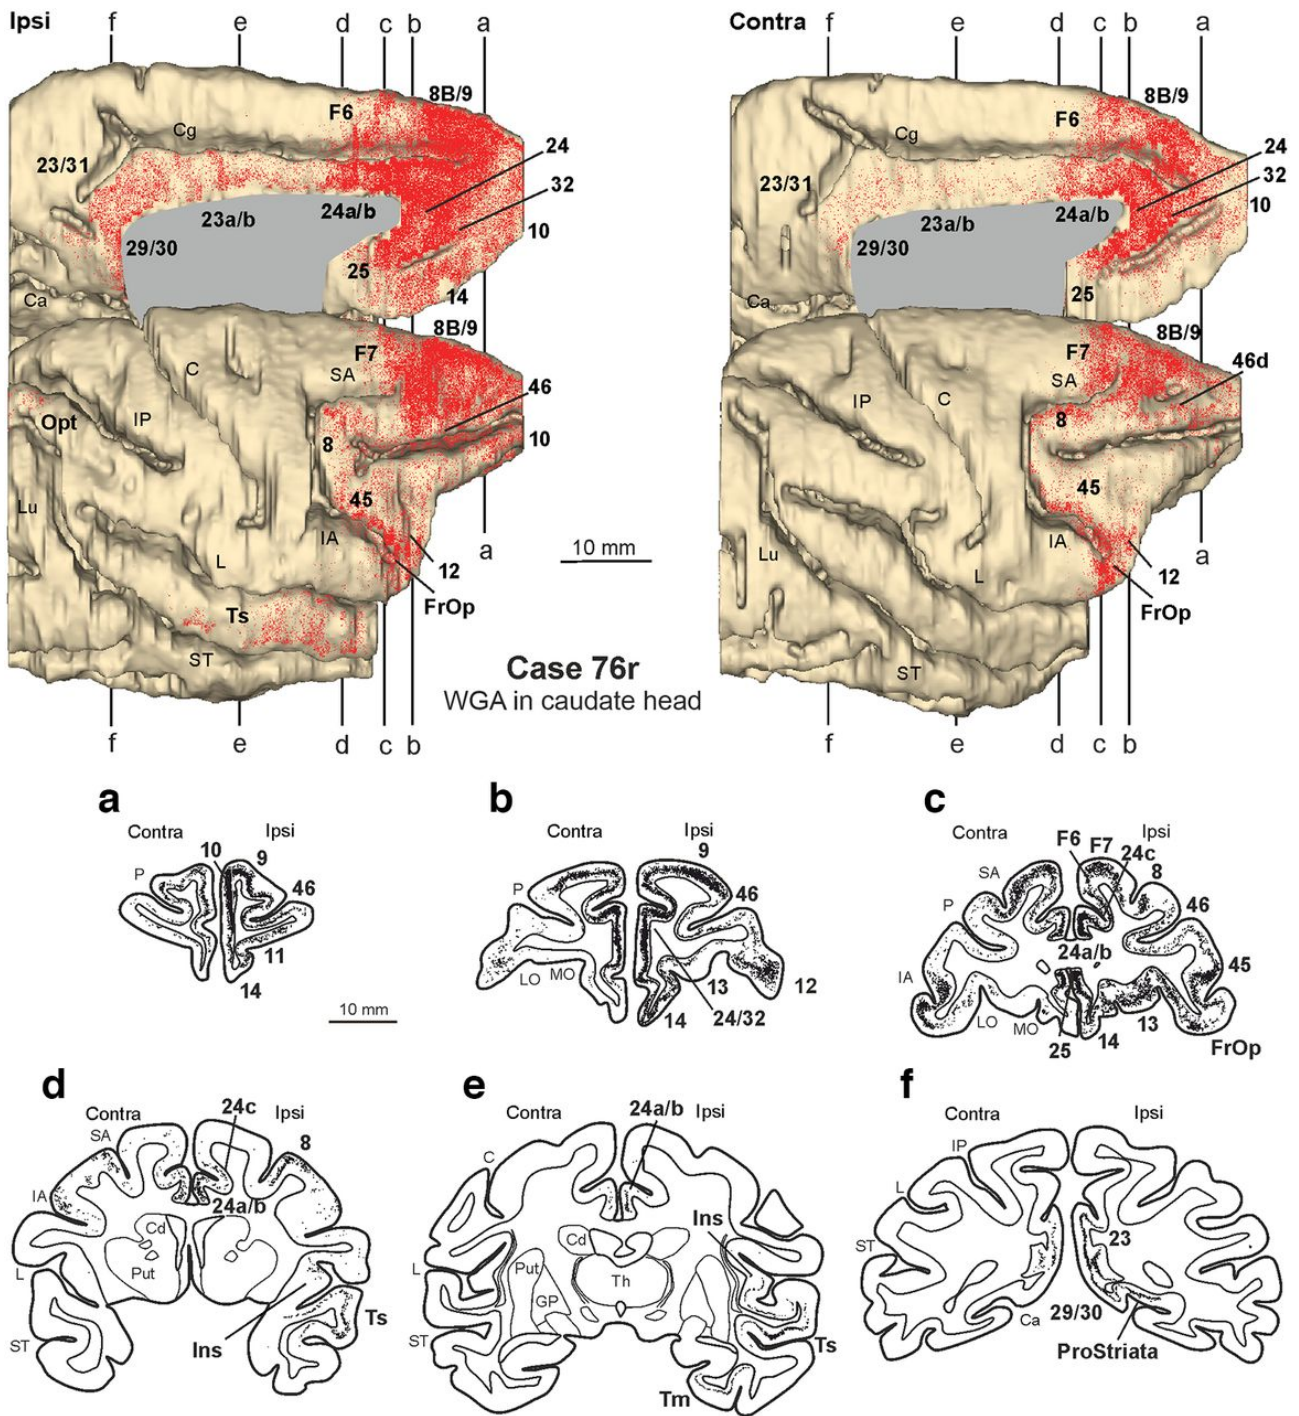 Ipsi
f e d c b a
Contra
f e d c b a
F6
8B/9
Cg
23/31
24
32
23a/b
24a/b
10
29/30
25
14
Ca
F6
8B/9
Cg
24
32
23/31
10
23a/b
24a/b
29/30
25
Ca
8B/9
F7
C
SA
46
Opt
IP
8
10
45
Lu
IA
a
L
12
FrOp
Ts
ST
10 mm
8B/9
F7
46d
SA
IP
C
8
45
IA
Lu
a
L
12
FrOp
ST
Case 76r
WGA in caudate head
f e d c b
f e d c b
a
Contra Ipsi
10 9
P
46
11
14
10 mm
b
Contra Ipsi
9
P
46
LO MO
13
12
14
24/32
c
Contra F6 F7 Ipsi
24c
SA
8
P
46
24a/b
IA
45
LO
MO
13
25
14
FrOp
d
Contra 24c Ipsi
SA
8
IA
24a/b
Cd
Put
L
Ts
ST
Ins
e
24a/b
Contra Ipsi
C
Ins
Cd
Put
Th
L
GP
ST
Ts
Tm
f
Contra Ipsi
IP
L
23
ST
Ca
29/30
ProStriata